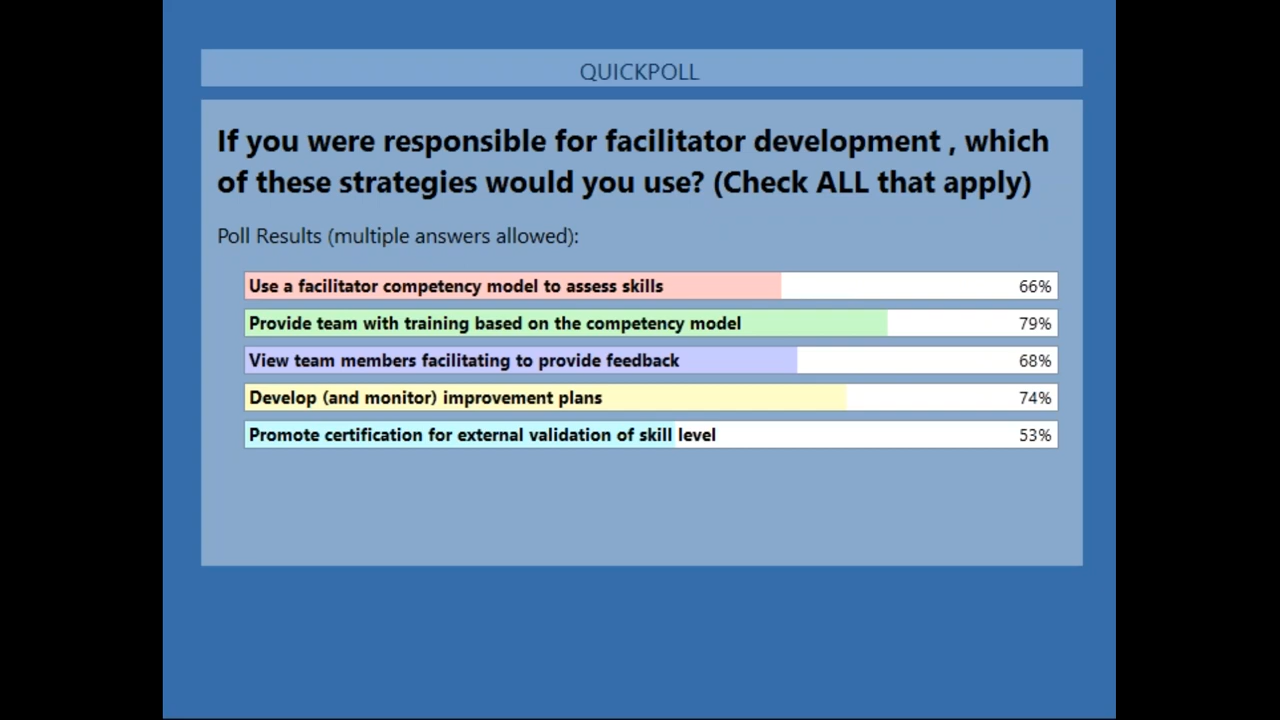 QUICKPOLL
If you were responsible for facilitator development , which
of these strategies would you use? (Check ALL that apply)
Poll Results (multiple answers allowed):
Use a facilitator competency model to assess skills 66%
Provide team with training based on the competency model 79%
View team members facilitating to provide feedback 68%
Develop (and monitor) improvement plans 74%
Promote certification for external validation of skill level 53%